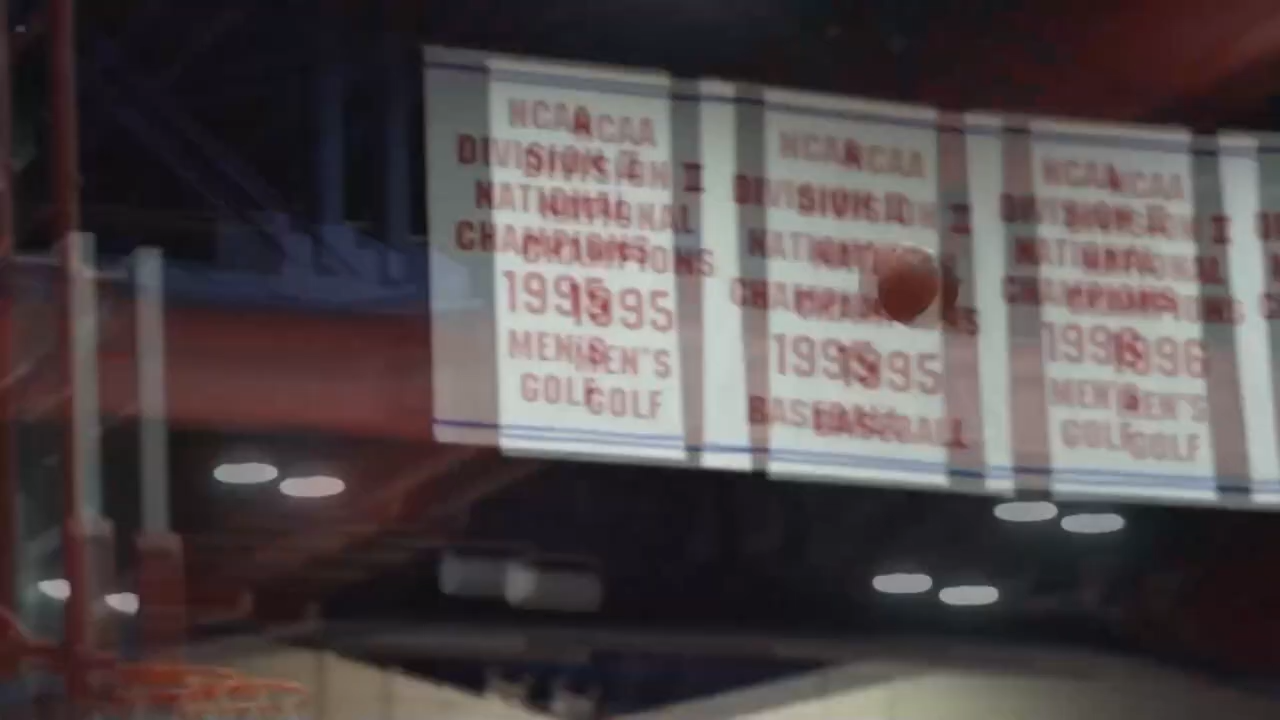 NCAA
DIVISION II
NATIONAL
CHAMPIONS
1995
MEN'S
GOLF
NCAA
DIVISION II
NATIONAL
CHAMPIONS
1995
BASEBALL
NCAA
DIVISION II
NATIONAL
CHAMPIONS
1996
MEN'S
GOLF